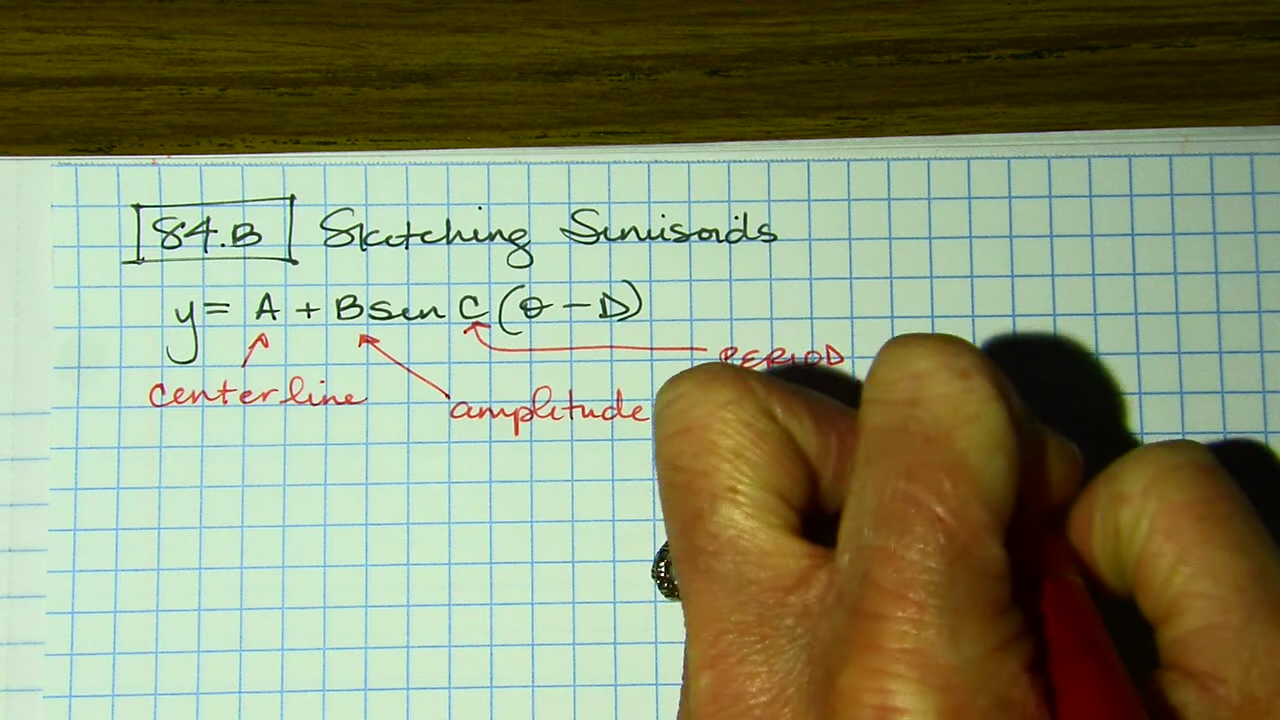 84.B Sketching Sinusoids
y = A + B sin C (θ - D)
PERIOD
centerline amplitude